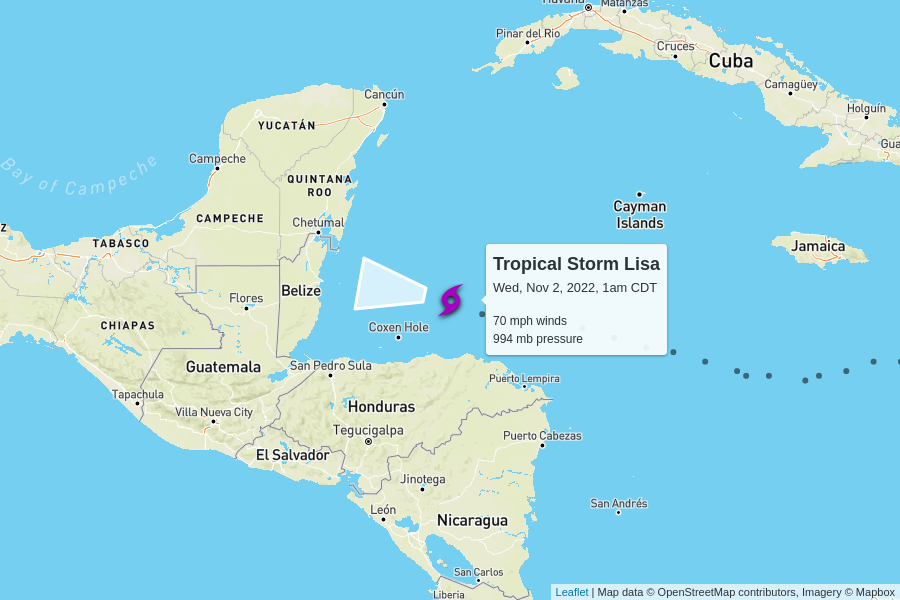 Havana
Matanzas
Pinar del Rio
Cruces
Cuba
Camagüey
Holguín
Gua
Cancún
YUCATÁN
Campeche
Bay of Campeche
QUINTANA
ROO
CAMPECHE
Chetumal
TABASCO
Z
Cayman
Islands
Jamaica
Tropical Storm Lisa
Wed, Nov 2, 2022, 1am CDT
70 mph winds
994 mb pressure
Belize
Flores
CHIAPAS
Coxen Hole
Guatemala
San Pedro Sula
Puerto Lempira
Tapachula
Villa Nueva City
Honduras
Tegucigalpa
Puerto Cabezas
El Salvador
Jinotega
León
Nicaragua
San Andrés
San Carlos
Liberia
Leaflet | Map data © OpenStreetMap contributors, Imagery © Mapbox